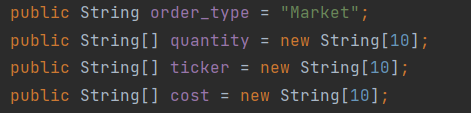 public String order_type = "Market";
public String[] quantity = new String[10];
public String[] ticker = new String[10];
public String[] cost = new String[10];